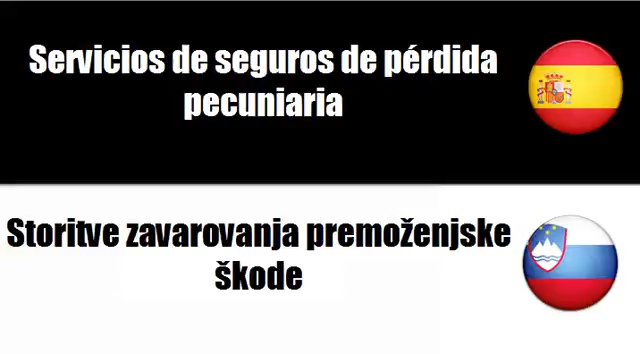 Servicios de seguros de pérdida
pecuniaria
Storitve zavarovanja premoženjske
škode